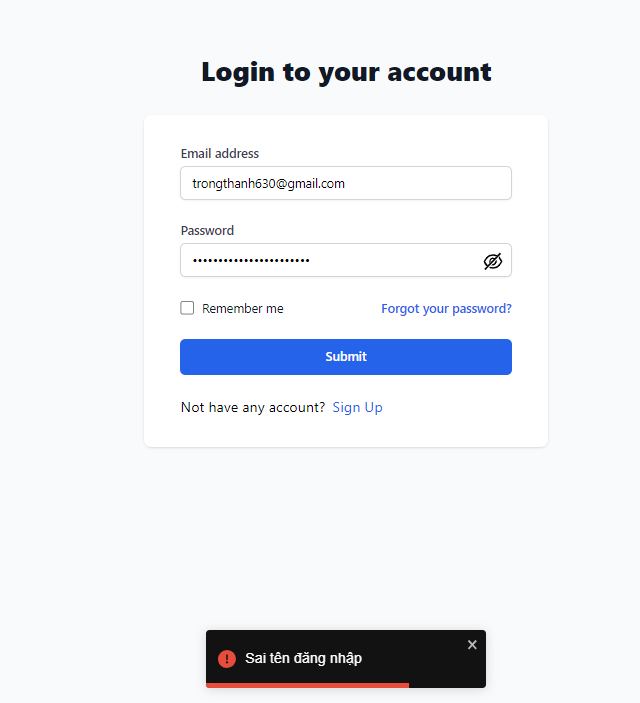 Login to your account
Email address
trongthanh630@gmail.com
Password
•••••••••••••••••••••••
Remember me Forgot your password?
Submit
Not have any account? Sign Up
Sai tên đăng nhập